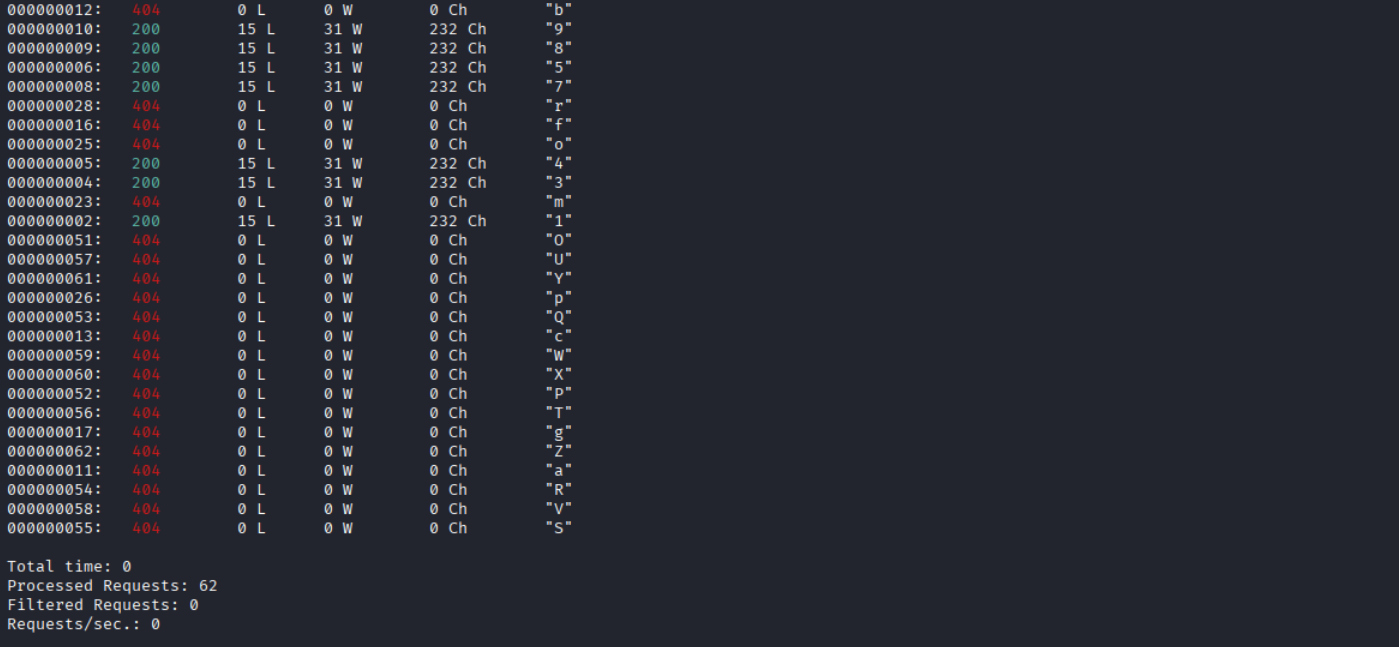 000000012: 404 0 L 0 W 0 Ch "b"
000000010: 200 15 L 31 W 232 Ch "9"
000000009: 200 15 L 31 W 232 Ch "8"
000000006: 200 15 L 31 W 232 Ch "5"
000000008: 200 15 L 31 W 232 Ch "7"
000000028: 404 0 L 0 W 0 Ch "r"
000000016: 404 0 L 0 W 0 Ch "f"
000000025: 404 0 L 0 W 0 Ch "o"
000000005: 200 15 L 31 W 232 Ch "4"
000000004: 200 15 L 31 W 232 Ch "3"
000000023: 404 0 L 0 W 0 Ch "m"
000000002: 200 15 L 31 W 232 Ch "1"
000000051: 404 0 L 0 W 0 Ch "O"
000000057: 404 0 L 0 W 0 Ch "U"
000000061: 404 0 L 0 W 0 Ch "Y"
000000026: 404 0 L 0 W 0 Ch "p"
000000053: 404 0 L 0 W 0 Ch "Q"
000000013: 404 0 L 0 W 0 Ch "c"
000000059: 404 0 L 0 W 0 Ch "W"
000000060: 404 0 L 0 W 0 Ch "X"
000000052: 404 0 L 0 W 0 Ch "P"
000000056: 404 0 L 0 W 0 Ch "T"
000000017: 404 0 L 0 W 0 Ch "g"
000000062: 404 0 L 0 W 0 Ch "Z"
000000011: 404 0 L 0 W 0 Ch "a"
000000054: 404 0 L 0 W 0 Ch "R"
000000058: 404 0 L 0 W 0 Ch "V"
000000055: 404 0 L 0 W 0 Ch "S"
Total time: 0
Processed Requests: 62
Filtered Requests: 0
Requests/sec.: 0